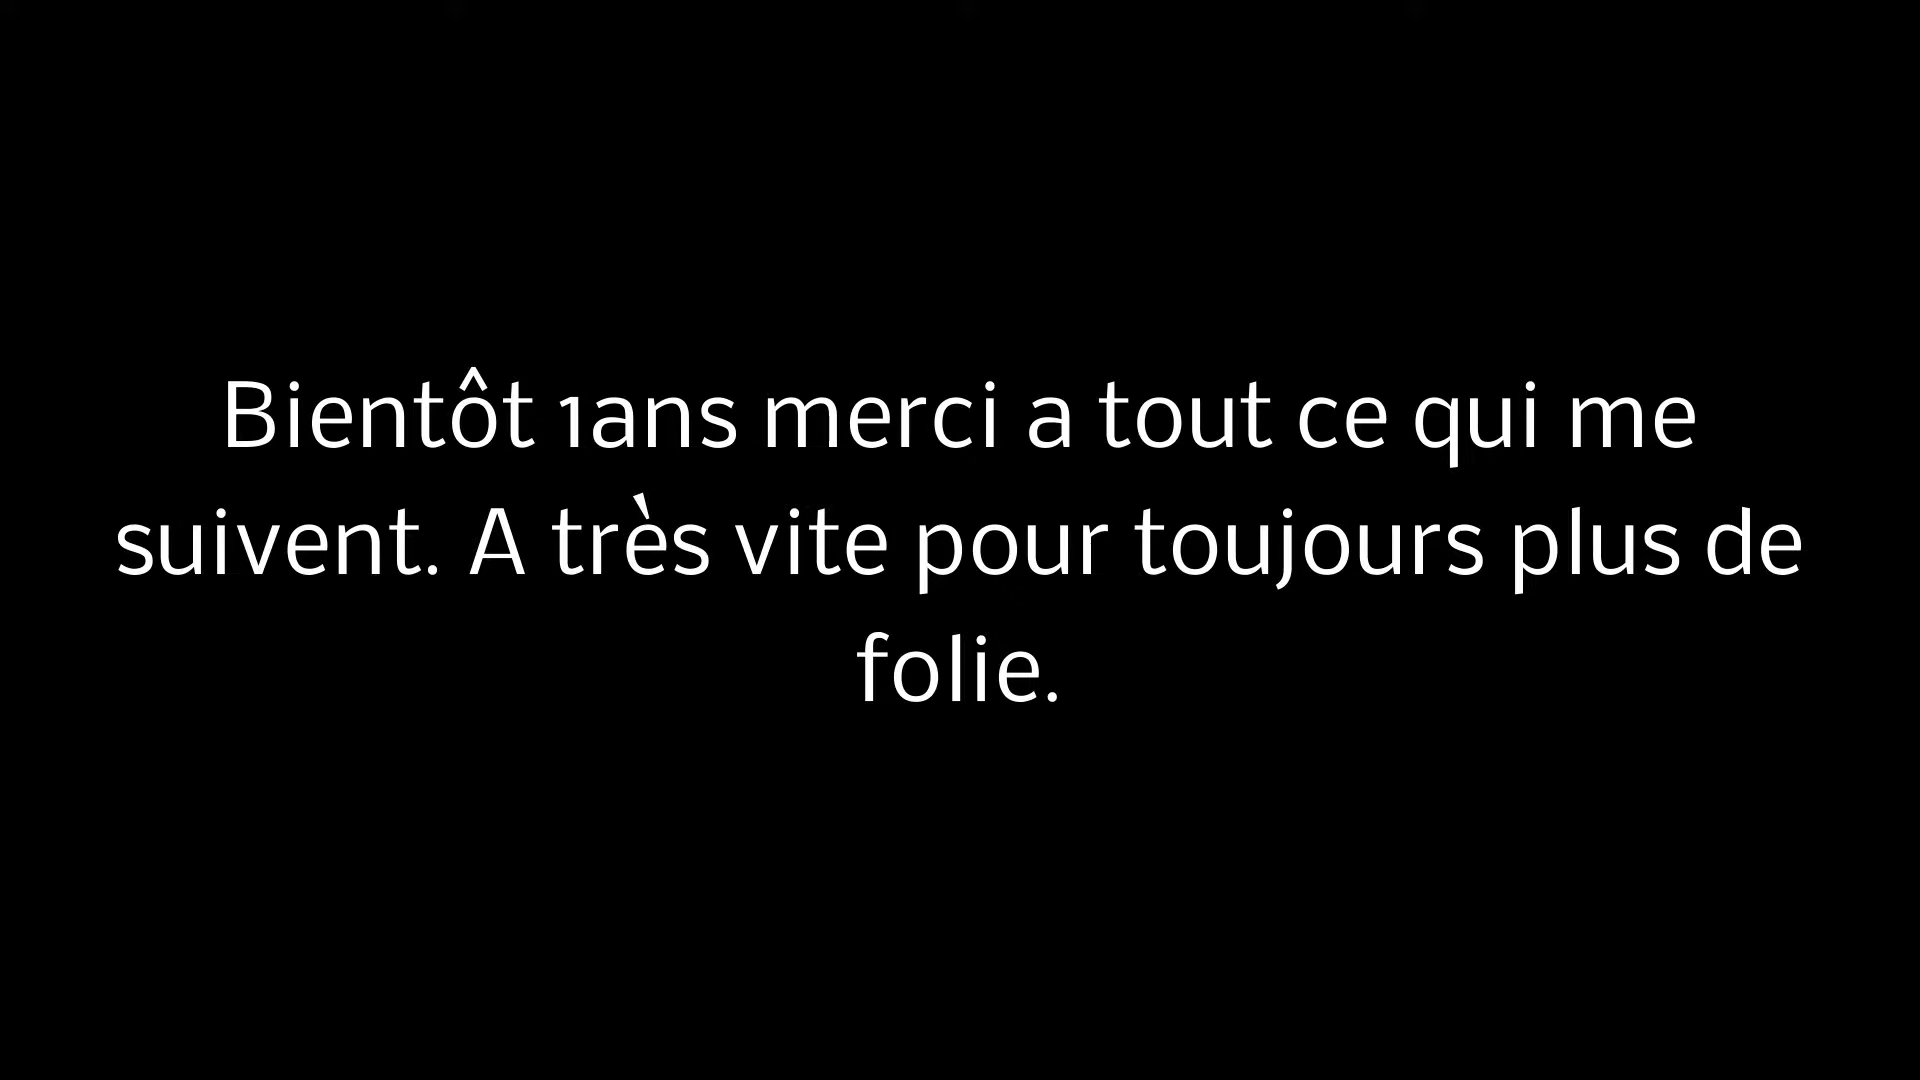 Bientôt 1ans merci a tout ce qui me
suivent. A très vite pour toujours plus de
folie.